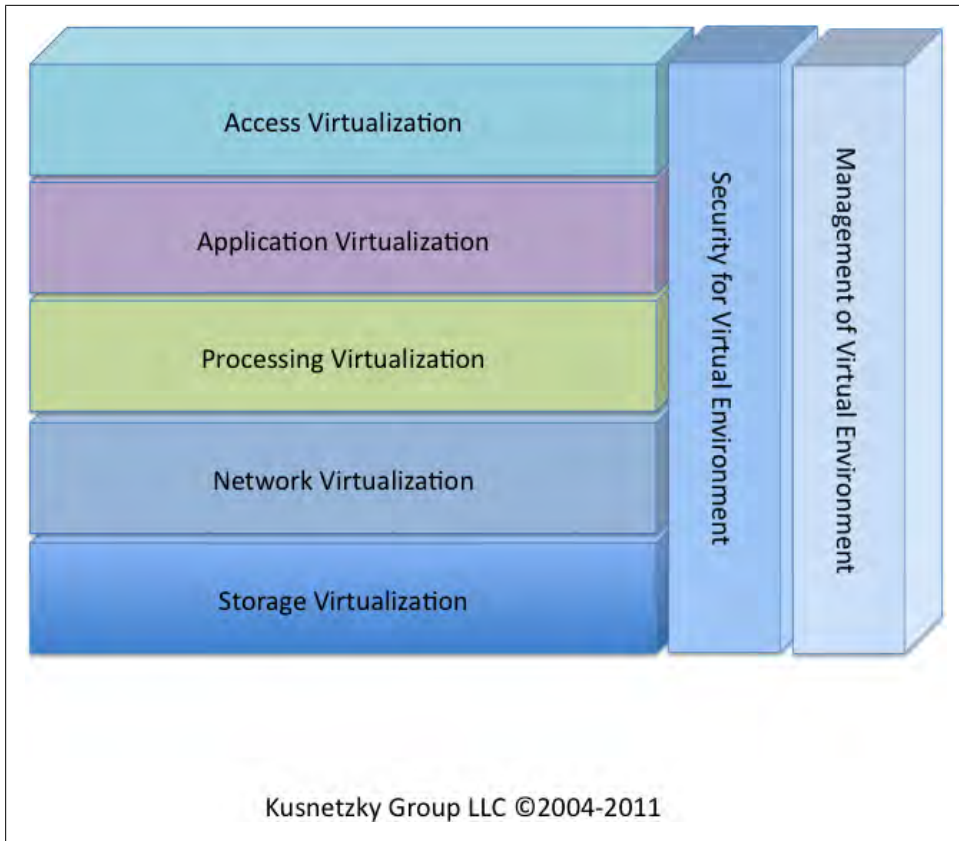 Access Virtualization
Application Virtualization
Processing Virtualization
Network Virtualization
Storage Virtualization
Security for Virtual Environment
Management of Virtual Environment
Kusnetzky Group LLC ©2004-2011